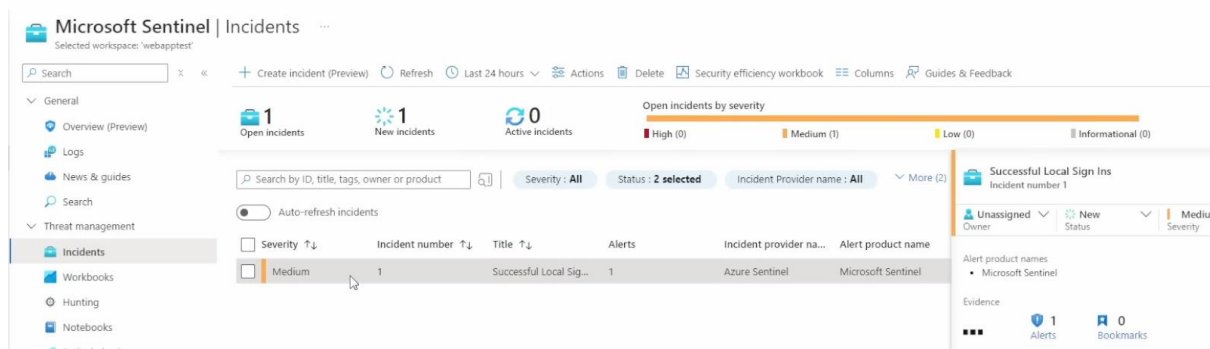 Microsoft Sentinel | Incidents ...
Selected workspace: 'webapptest'
Search
General
Overview (Preview)
Logs
News & guides
Search
Threat management
Incidents
Workbooks
Hunting
Notebooks
Create incident (Preview) Refresh Last 24 hours Actions Delete Security efficiency workbook Columns Guides & Feedback
1
Open incidents
1
New incidents
0
Active incidents
Open incidents by severity
High (0) Medium (1) Low (0) Informational (0)
Search by ID, title, tags, owner or product Severity : All Status : 2 selected Incident Provider name : All More (2)
Auto-refresh incidents
Severity Incident number Title Alerts Incident provider na... Alert product name
Medium 1 Successful Local Sig... 1 Azure Sentinel Microsoft Sentinel
Successful Local Sign Ins
Incident number 1
Unassigned New Mediu
Owner Status Severity
Alert product names
• Microsoft Sentinel
Evidence
1 0
Alerts Bookmarks